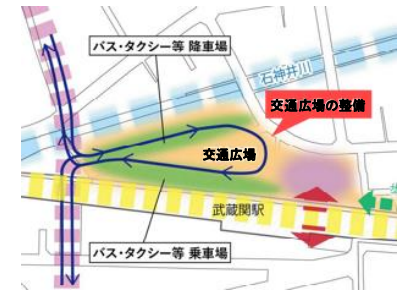 バス・タクシー等 降車場
石神井川
交通広場の整備
交通広場
武蔵関駅
バス・タクシー等 乗車場